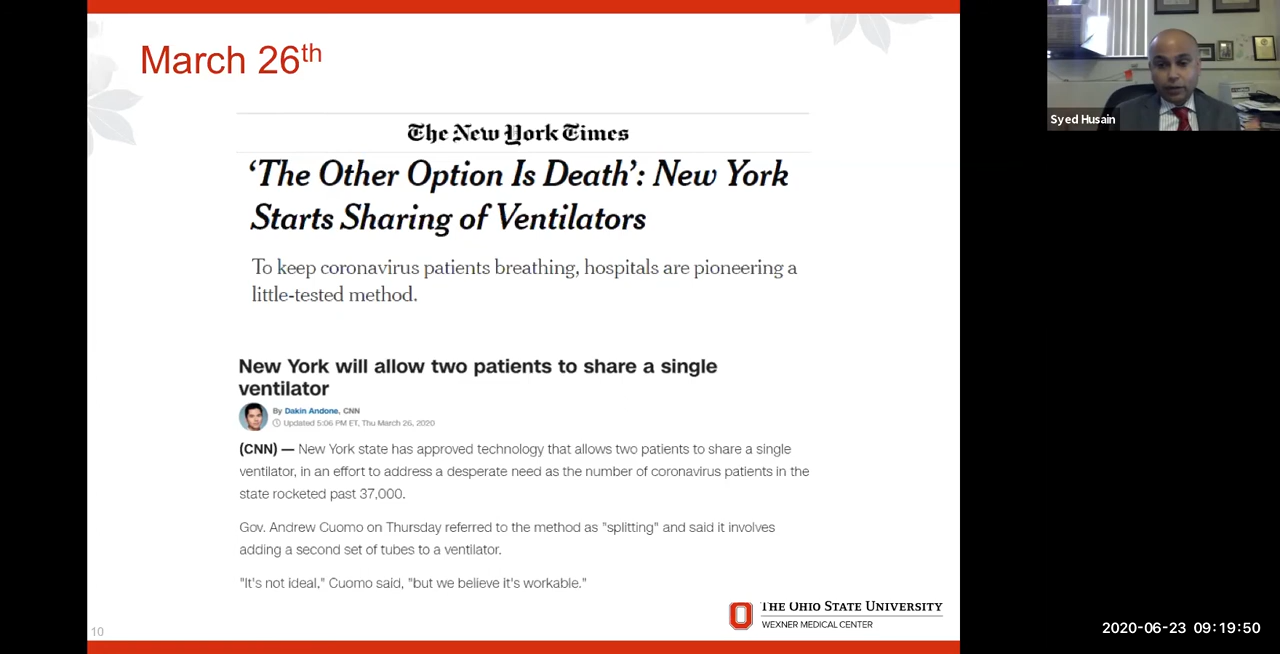 March 26th
The New York Times
‘The Other Option Is Death’: New York
Starts Sharing of Ventilators
To keep coronavirus patients breathing, hospitals are pioneering a
little-tested method.
New York will allow two patients to share a single
ventilator
By Dakin Andone, CNN
Updated 5:06 PM ET, Thu March 26, 2020
(CNN) — New York state has approved technology that allows two patients to share a single
ventilator, in an effort to address a desperate need as the number of coronavirus patients in the
state rocketed past 37,000.
Gov. Andrew Cuomo on Thursday referred to the method as "splitting" and said it involves
adding a second set of tubes to a ventilator.
"It's not ideal," Cuomo said, "but we believe it's workable."
THE OHIO STATE UNIVERSITY
WEXNER MEDICAL CENTER
10
Syed Husain
2020-06-23 09:19:50